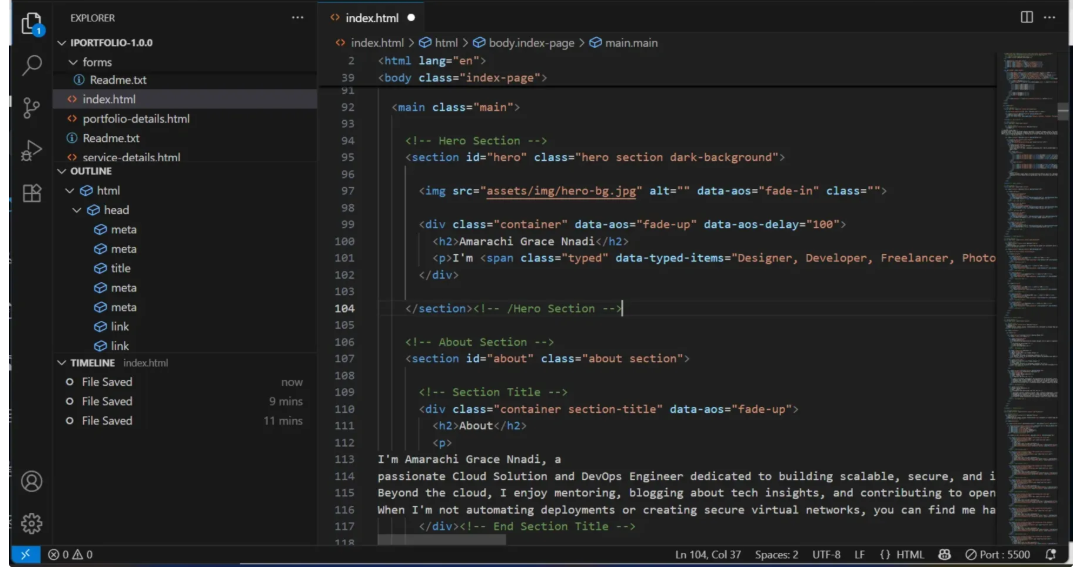 EXPLORER
IPORTFOLIO-1.0.0
forms
Readme.txt
index.html
portfolio-details.html
Readme.txt
service-details.html
OUTLINE
html
head
meta
meta
title
meta
meta
link
link
TIMELINE index.html
File Saved now
File Saved 9 mins
File Saved 11 mins
1
index.html
index.html > html > body.index-page > main.main
2 <html lang="en">
39 <body class="index-page">
91
92 <main class="main">
93
94 <!-- Hero Section -->
95 <section id="hero" class="hero section dark-background">
96
97 <img src="assets/img/hero-bg.jpg" alt="" data-aos="fade-in" class="">
98
99 <div class="container" data-aos="fade-up" data-aos-delay="100">
100 <h2>Amarachi Grace Nnadi</h2>
101 <p>I'm <span class="typed" data-typed-items="Designer, Developer, Freelancer, Photo
102 </div>
103
104 </section><!-- /Hero Section -->
105
106 <!-- About Section -->
107 <section id="about" class="about section">
108
109 <!-- Section Title -->
110 <div class="container section-title" data-aos="fade-up">
111 <h2>About</h2>
112 <p>
113 I'm Amarachi Grace Nnadi, a
114 passionate Cloud Solution and DevOps Engineer dedicated to building scalable, secure, and i
115 Beyond the cloud, I enjoy mentoring, blogging about tech insights, and contributing to open
116 When I'm not automating deployments or creating secure virtual networks, you can find me ha
117 </div><!-- End Section Title -->
118
0 0 Ln 104, Col 37 Spaces: 2 UTF-8 LF {} HTML Port : 5500